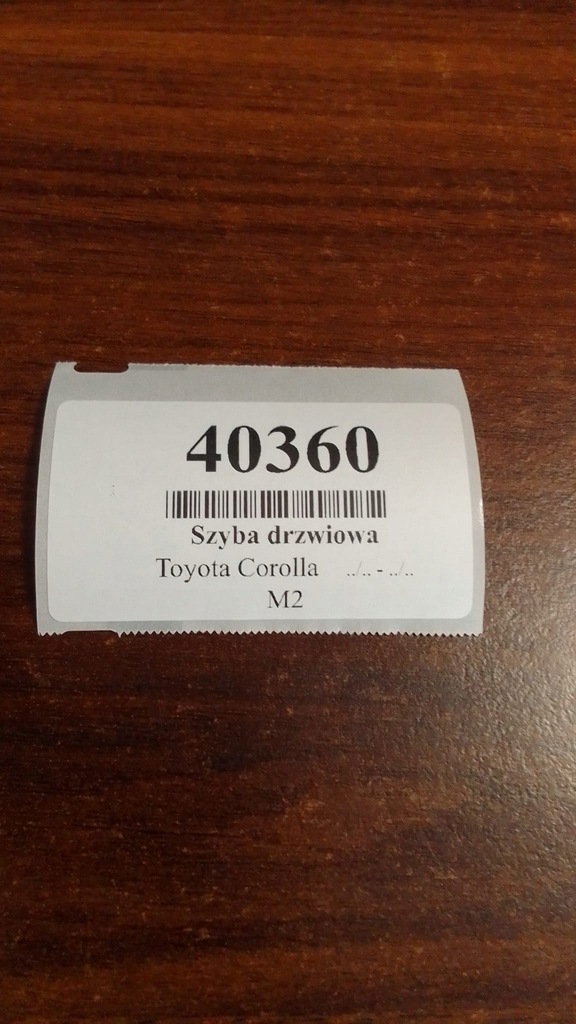 40360
Szyba drzwiowa
Toyota Corolla ../.. - ../..
M2